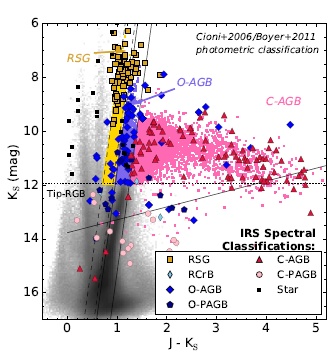 Cioni+2006/Boyer+2011
photometric classification
RSG
O-AGB
C-AGB
Tip-RGB
IRS Spectral
Classifications:
RSG
RCrB
O-AGB
O-PAGB
C-AGB
C-PAGB
Star
6
8
10
12
14
16
K_S (mag)
0
1
2
3
4
5
J - K_S